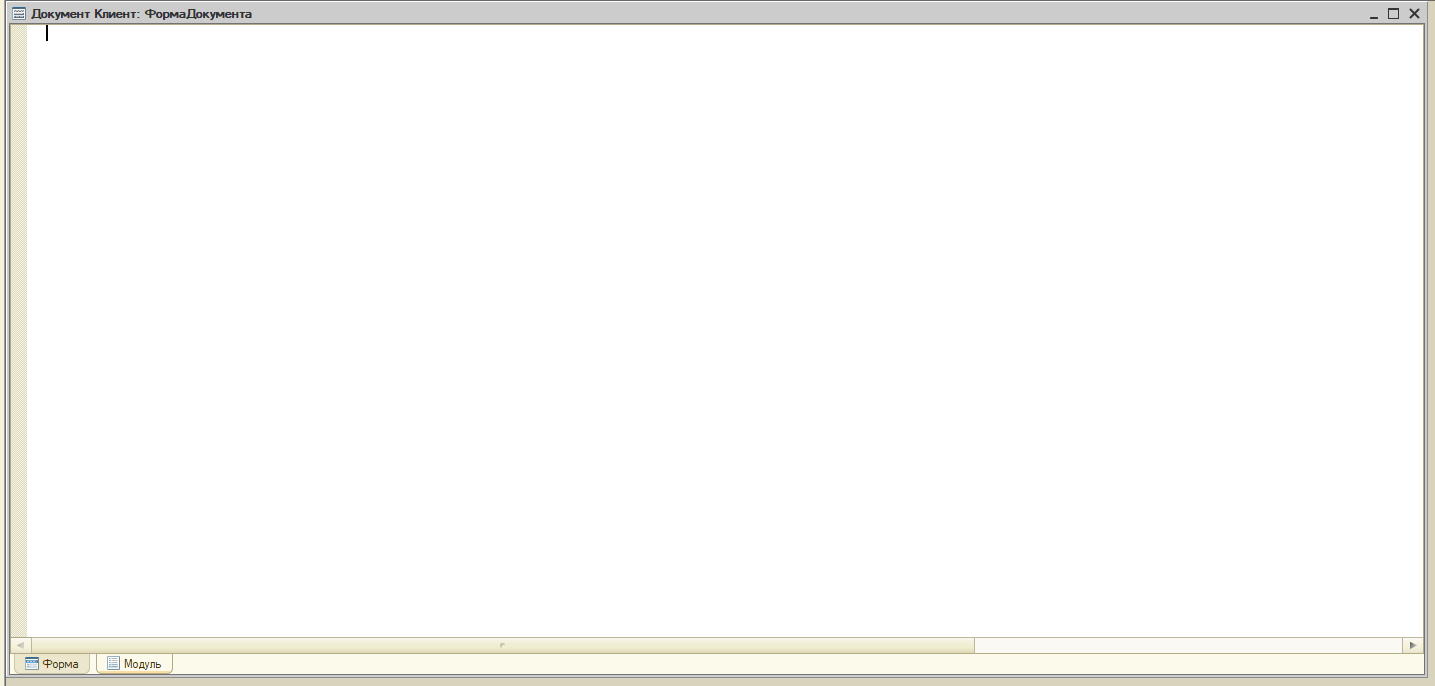 Документ Клиент: ФормаДокумента
Форма
Модуль